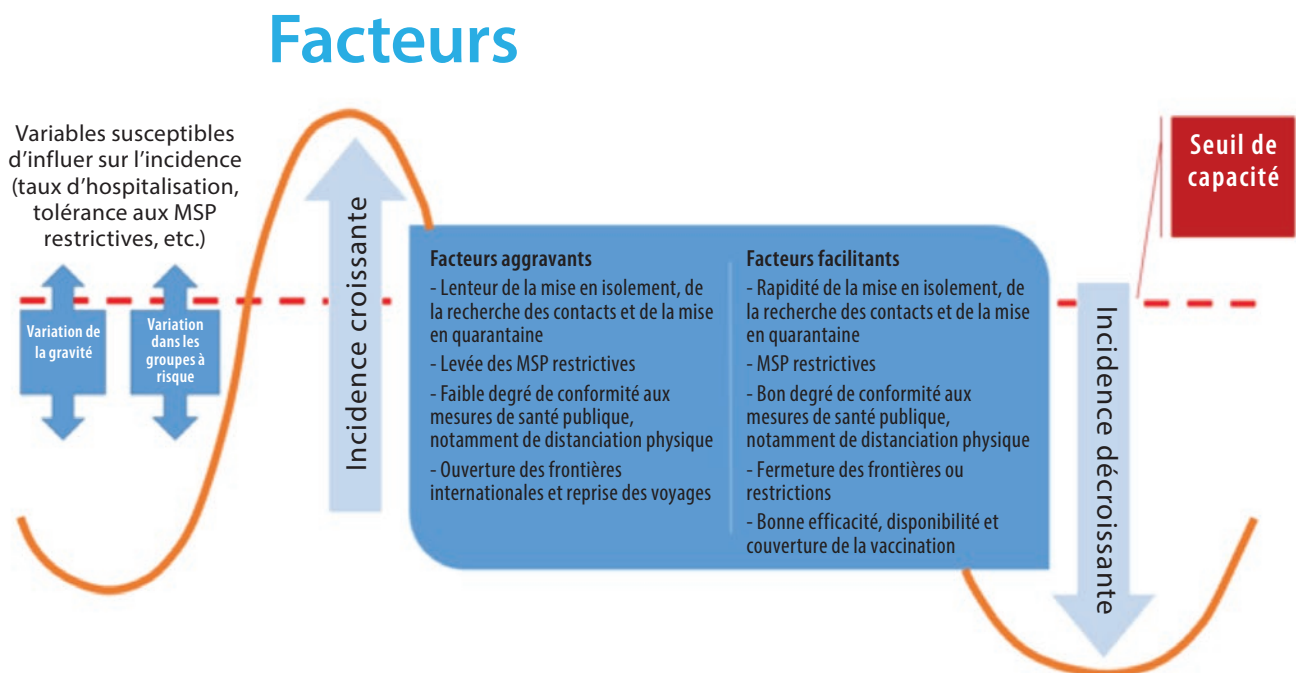 Facteurs
Variables susceptibles
d’influer sur l’incidence
(taux d’hospitalisation,
tolérance aux MSP
restrictives, etc.)
Variation de
la gravité
Variation
dans les
groupes à
risque
Incidence croissante
Facteurs aggravants
- Lenteur de la mise en isolement, de
la recherche des contacts et de la mise
en quarantaine
- Levée des MSP restrictives
- Faible degré de conformité aux
mesures de santé publique,
notamment de distanciation physique
- Ouverture des frontières
internationales et reprise des voyages
Facteurs facilitants
- Rapidité de la mise en isolement, de
la recherche des contacts et de la mise
en quarantaine
- MSP restrictives
- Bon degré de conformité aux
mesures de santé publique,
notamment de distanciation physique
- Fermeture des frontières ou
restrictions
- Bonne efficacité, disponibilité et
couverture de la vaccination
Incidence décroissante
Seuil de
capacité